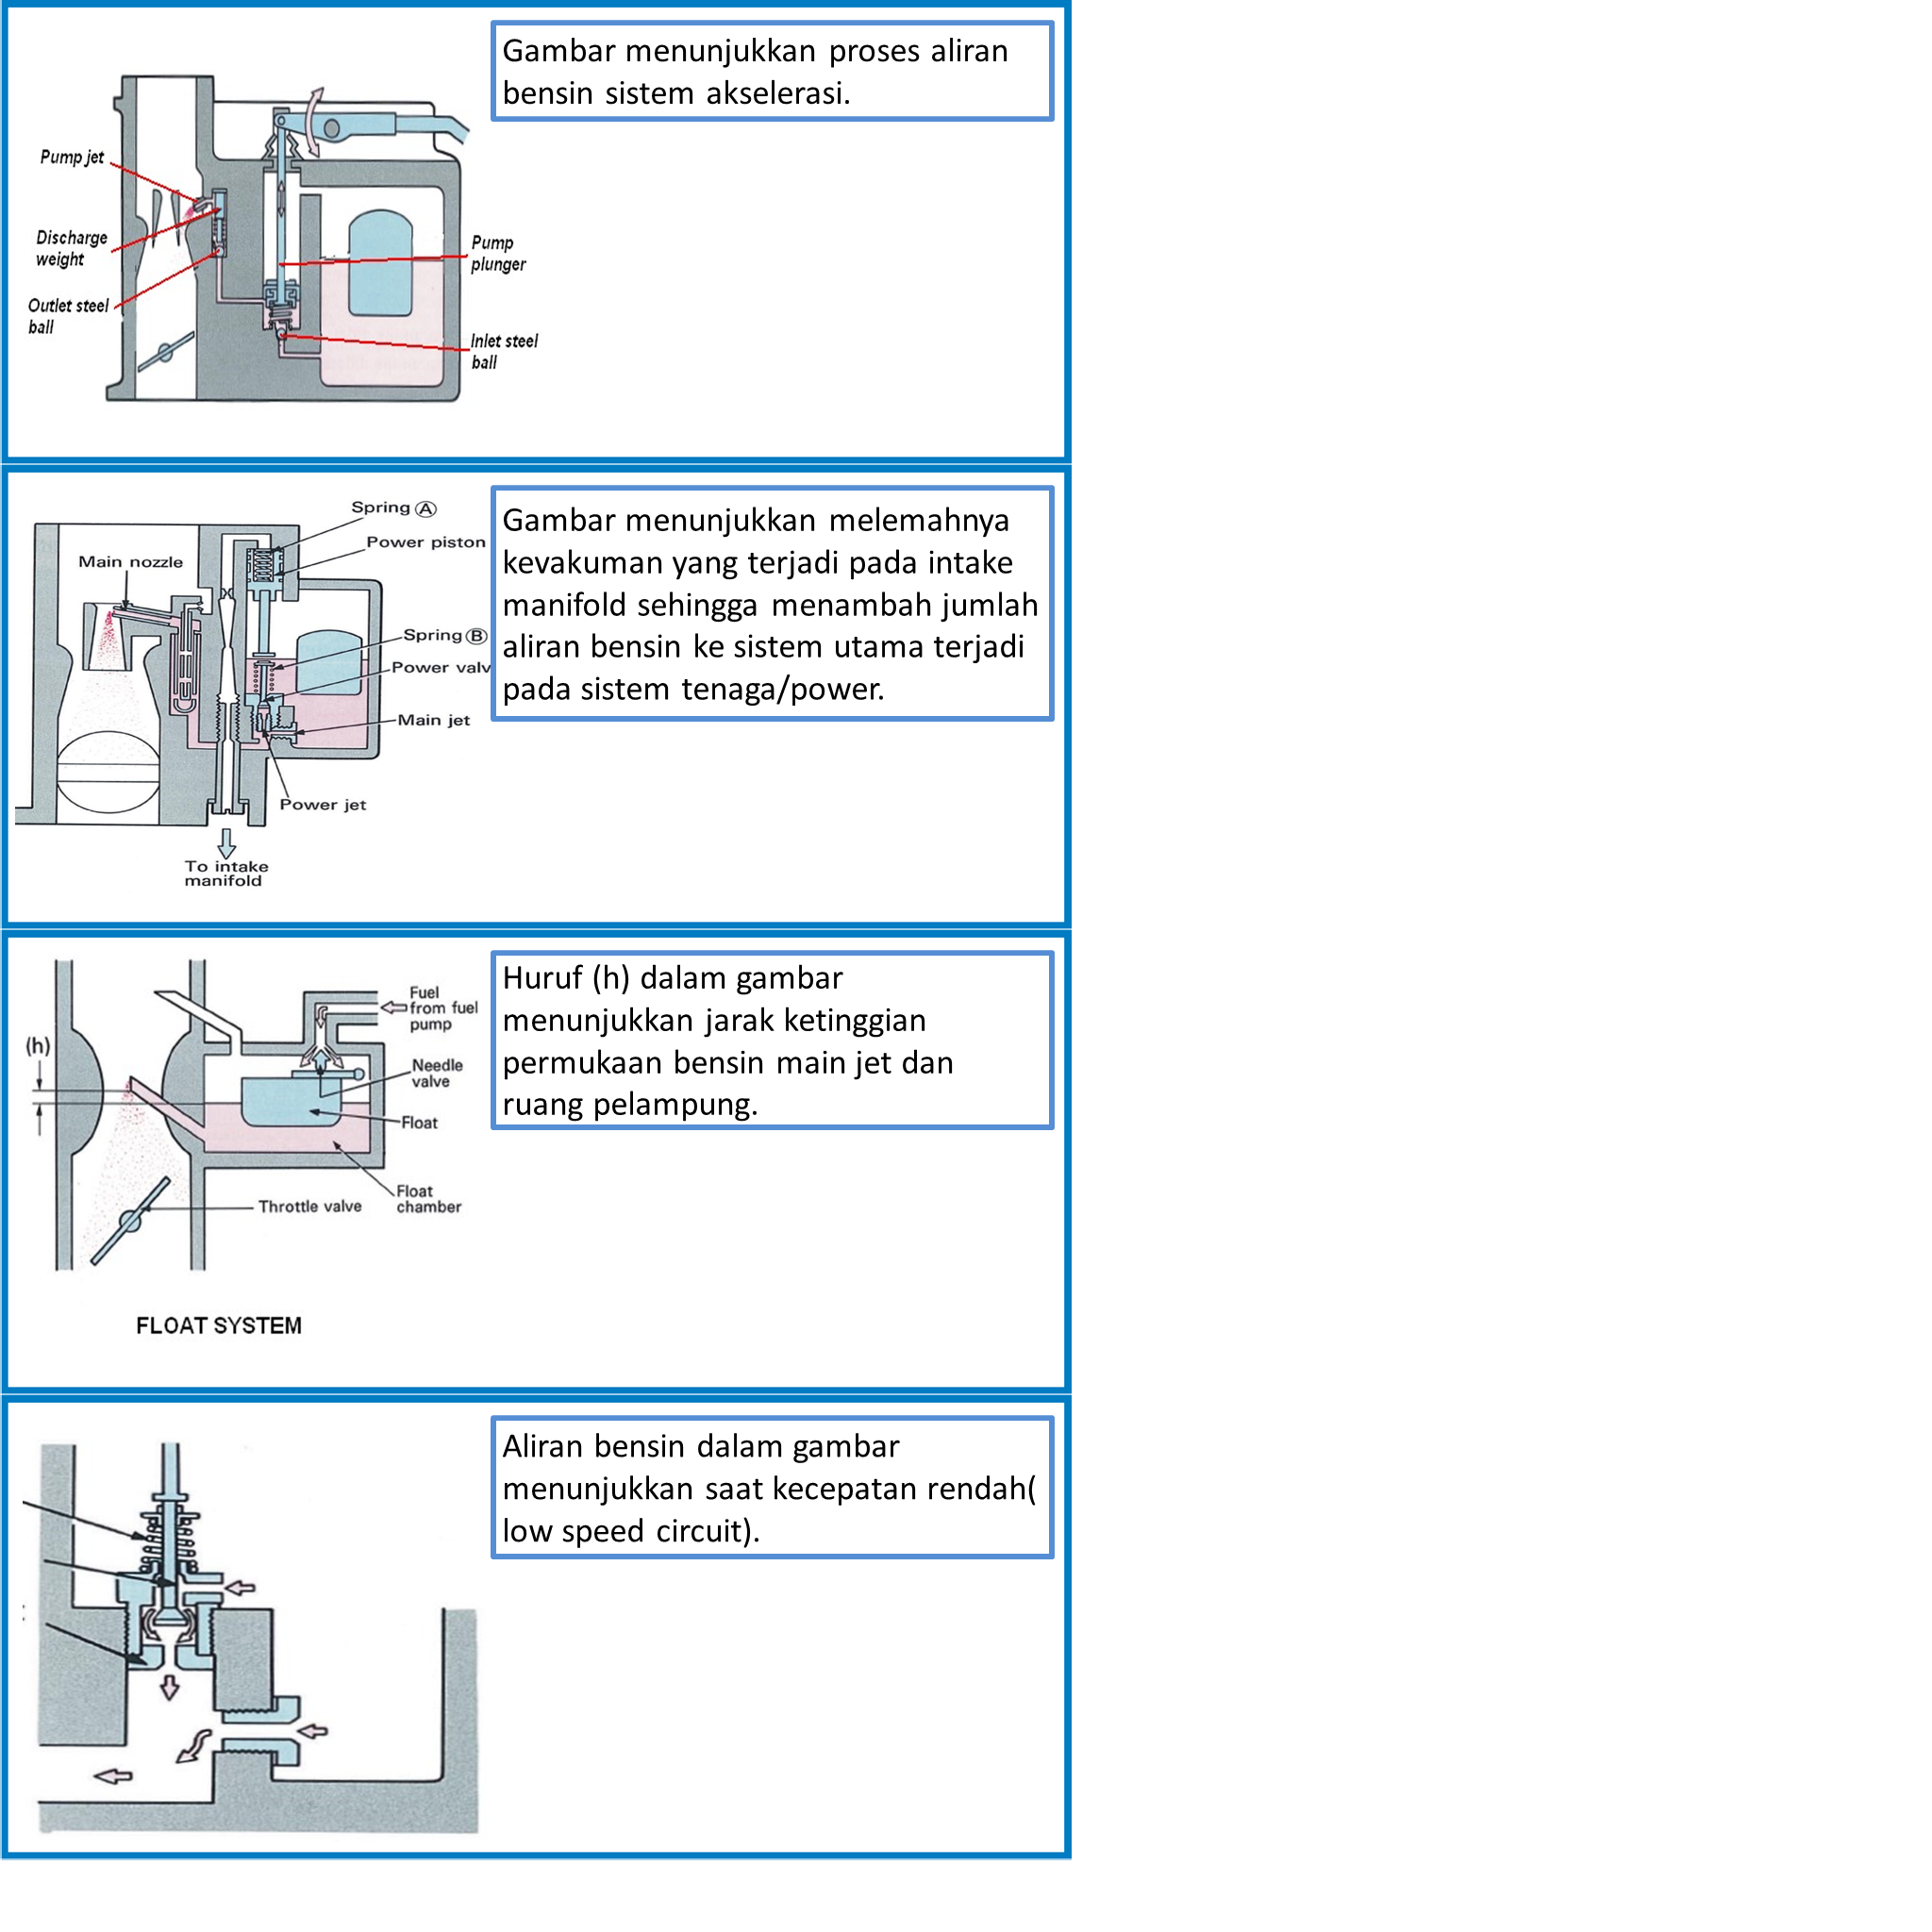 Gambar menunjukkan proses aliran
bensin sistem akselerasi.
Pump jet
Discharge
weight
Outlet steel
ball
Pump
plunger
Inlet steel
ball
Gambar menunjukkan melemahnya
kevakuman yang terjadi pada intake
manifold sehingga menambah jumlah
aliran bensin ke sistem utama terjadi
pada sistem tenaga/power.
Spring Ⓐ
Power piston
Main nozzle
Spring Ⓑ
Power valv
Main jet
Power jet
To intake
manifold
Huruf (h) dalam gambar
menunjukkan jarak ketinggian
permukaan bensin main jet dan
ruang pelampung.
Fuel
from fuel
pump
(h)
Needle
valve
Float
Float
chamber
Throttle valve
FLOAT SYSTEM
Aliran bensin dalam gambar
menunjukkan saat kecepatan rendah(
low speed circuit).